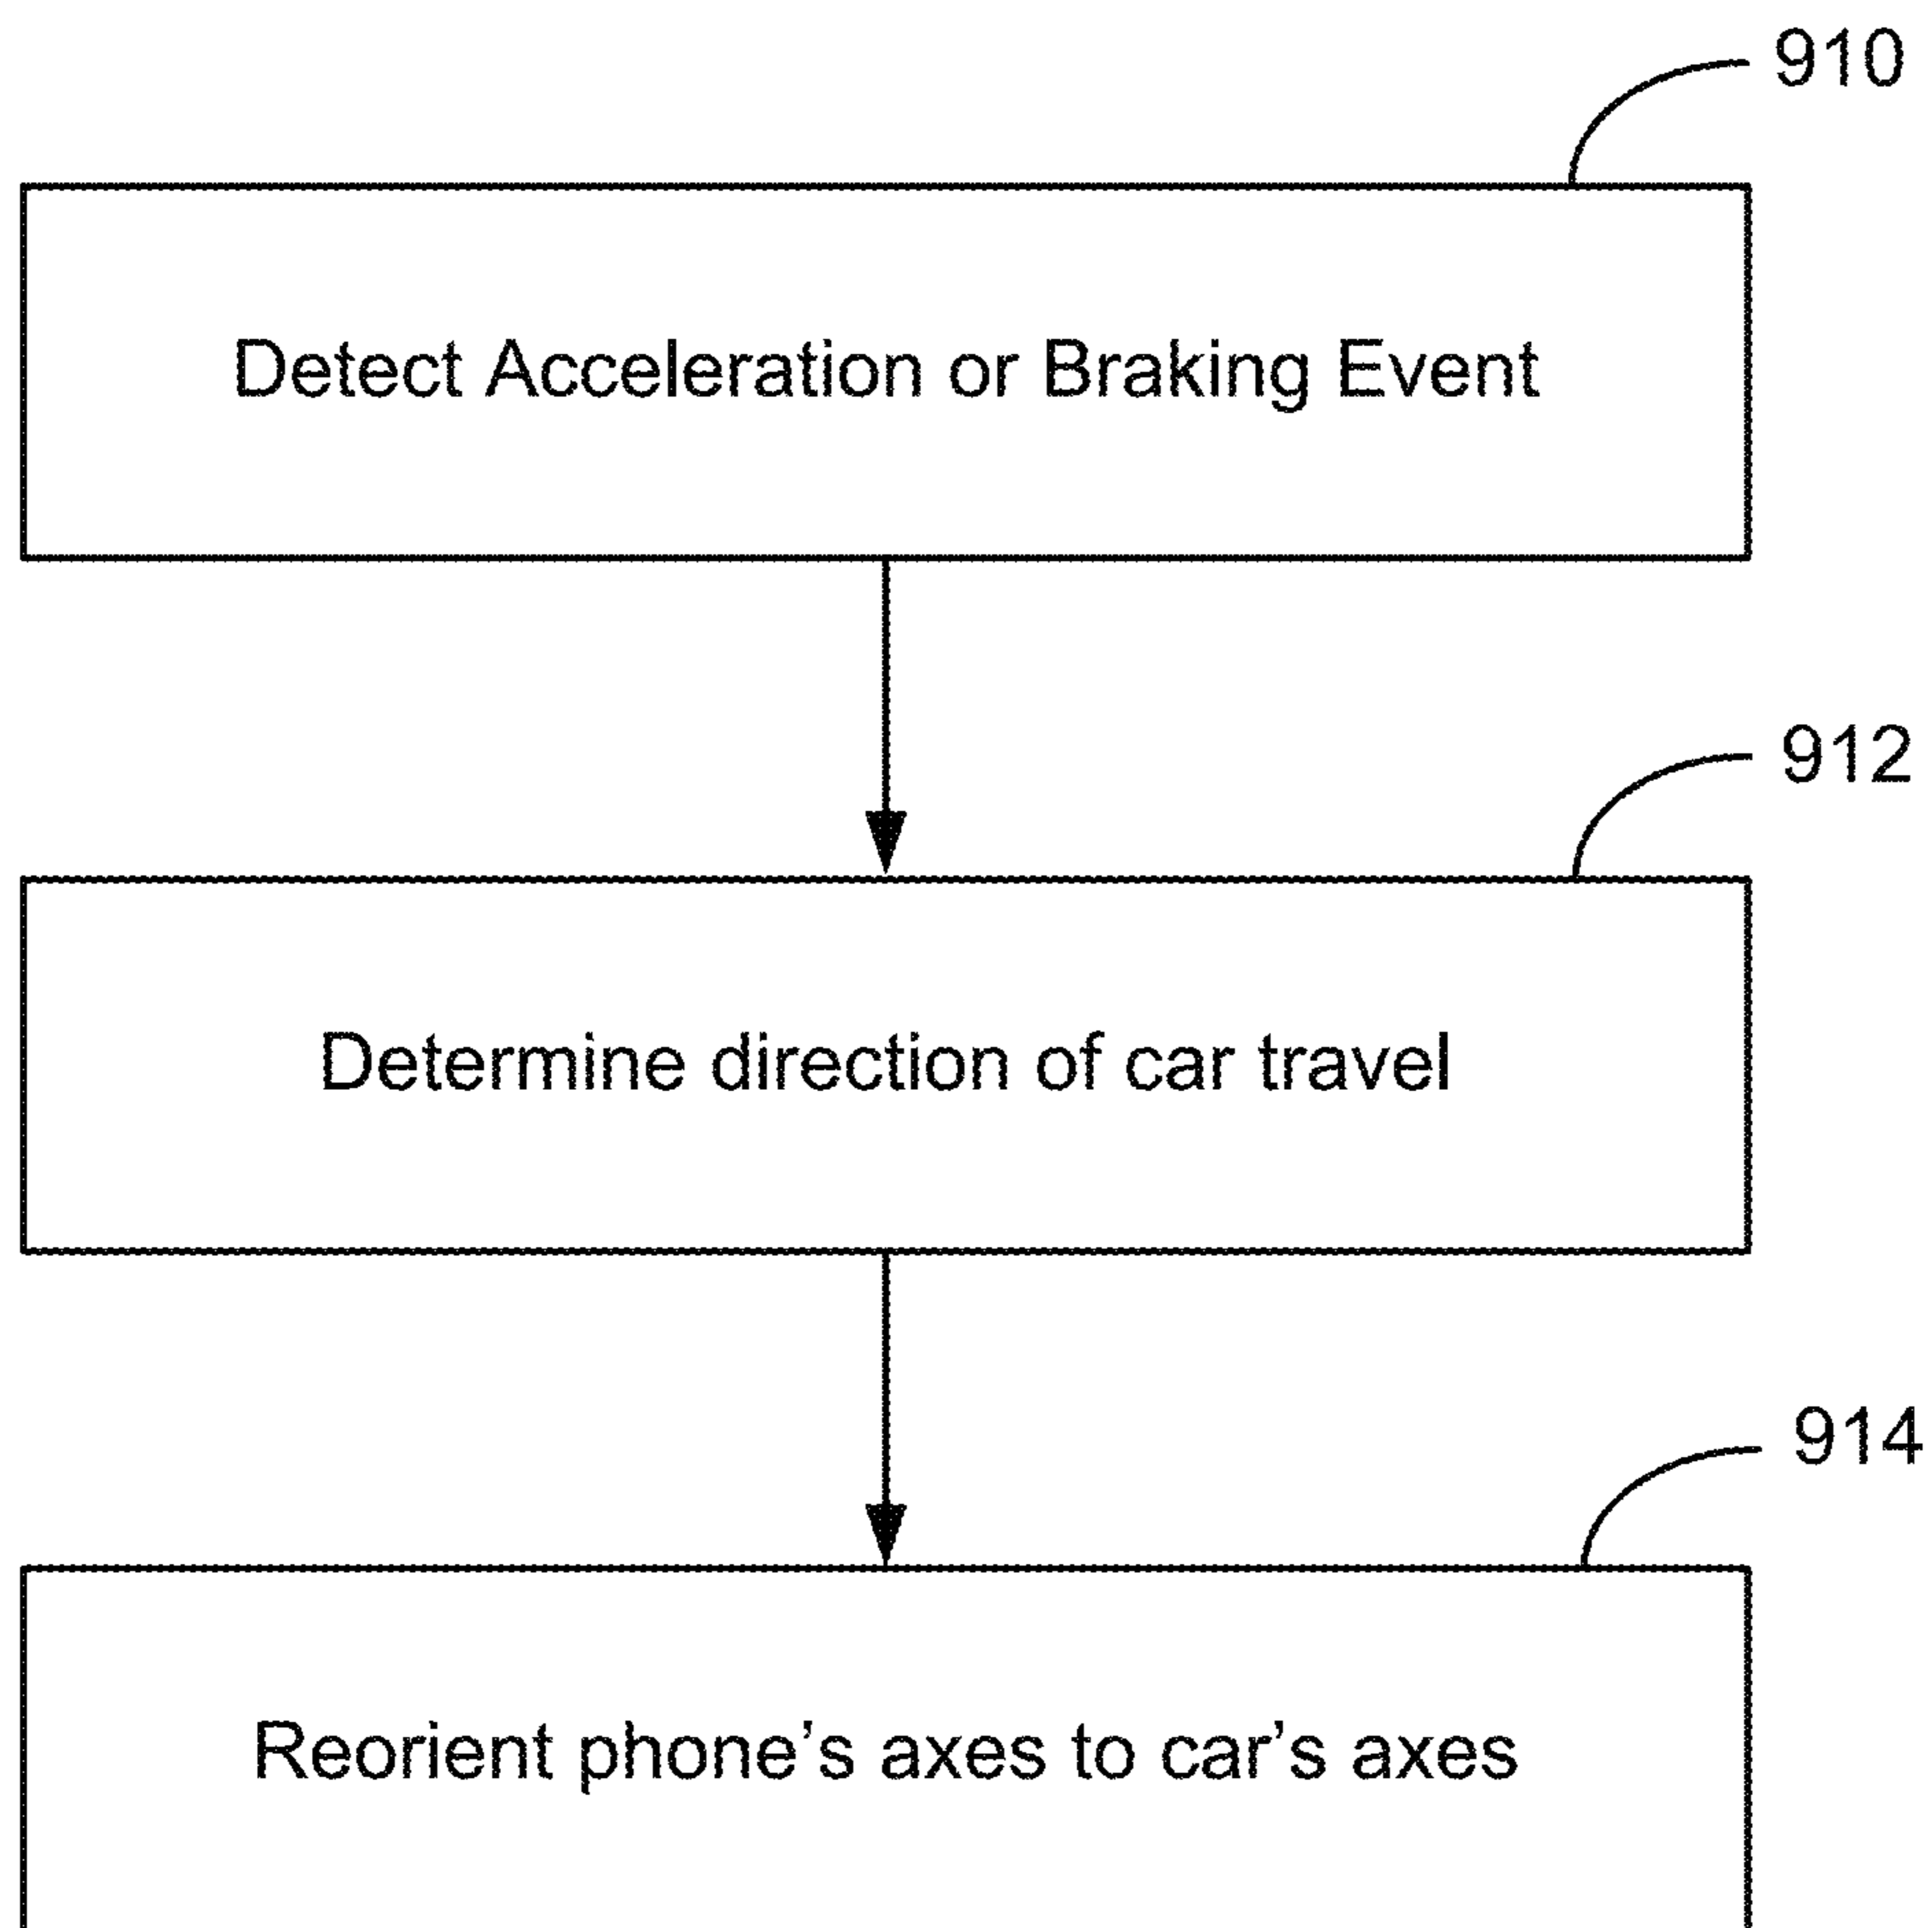 910
Detect Acceleration or Braking Event
912
Determine direction of car travel
914
Reorient phone’s axes to car’s axes